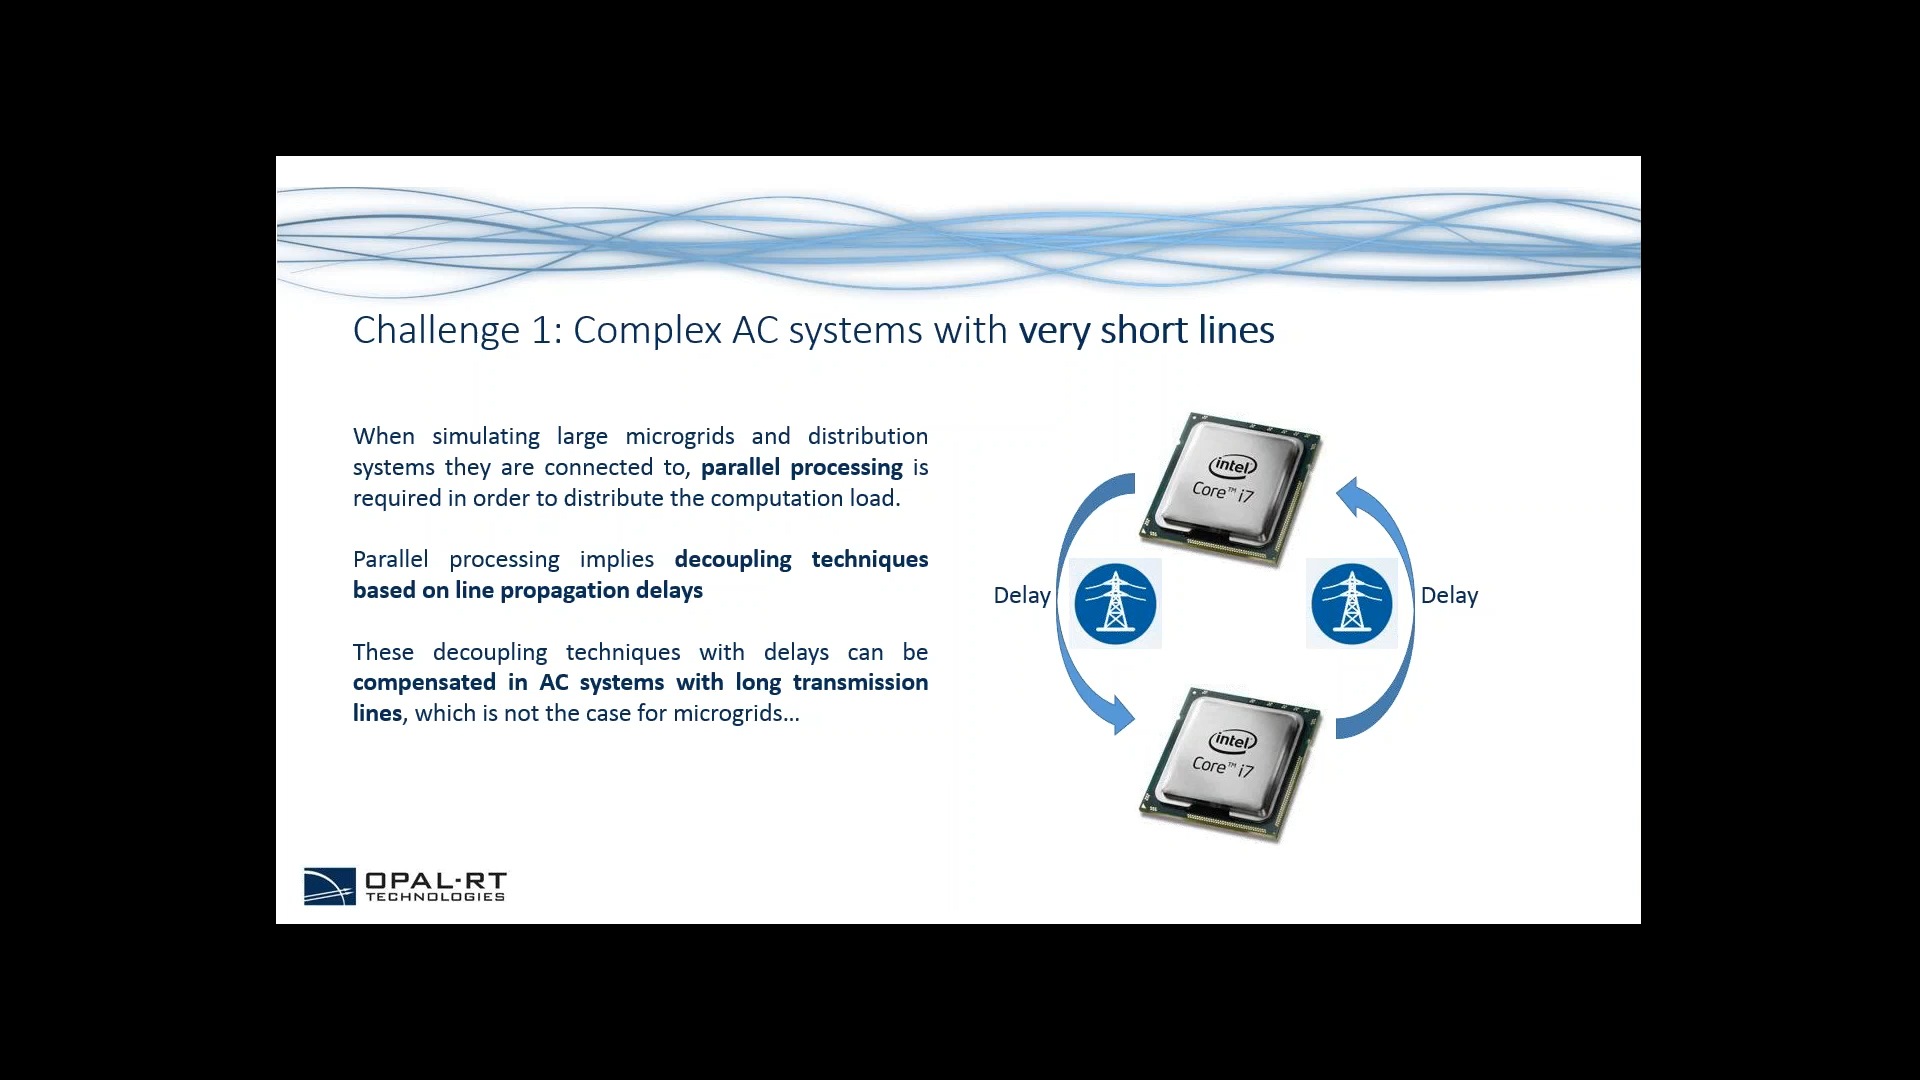 Challenge 1: Complex AC systems with very short lines
When simulating large microgrids and distribution
systems they are connected to, parallel processing is
required in order to distribute the computation load.
Parallel processing implies decoupling techniques
based on line propagation delays
These decoupling techniques with delays can be
compensated in AC systems with long transmission
lines, which is not the case for microgrids...
intel
Core™ i7
Delay
Delay
intel
Core™ i7
OPAL-RT
TECHNOLOGIES